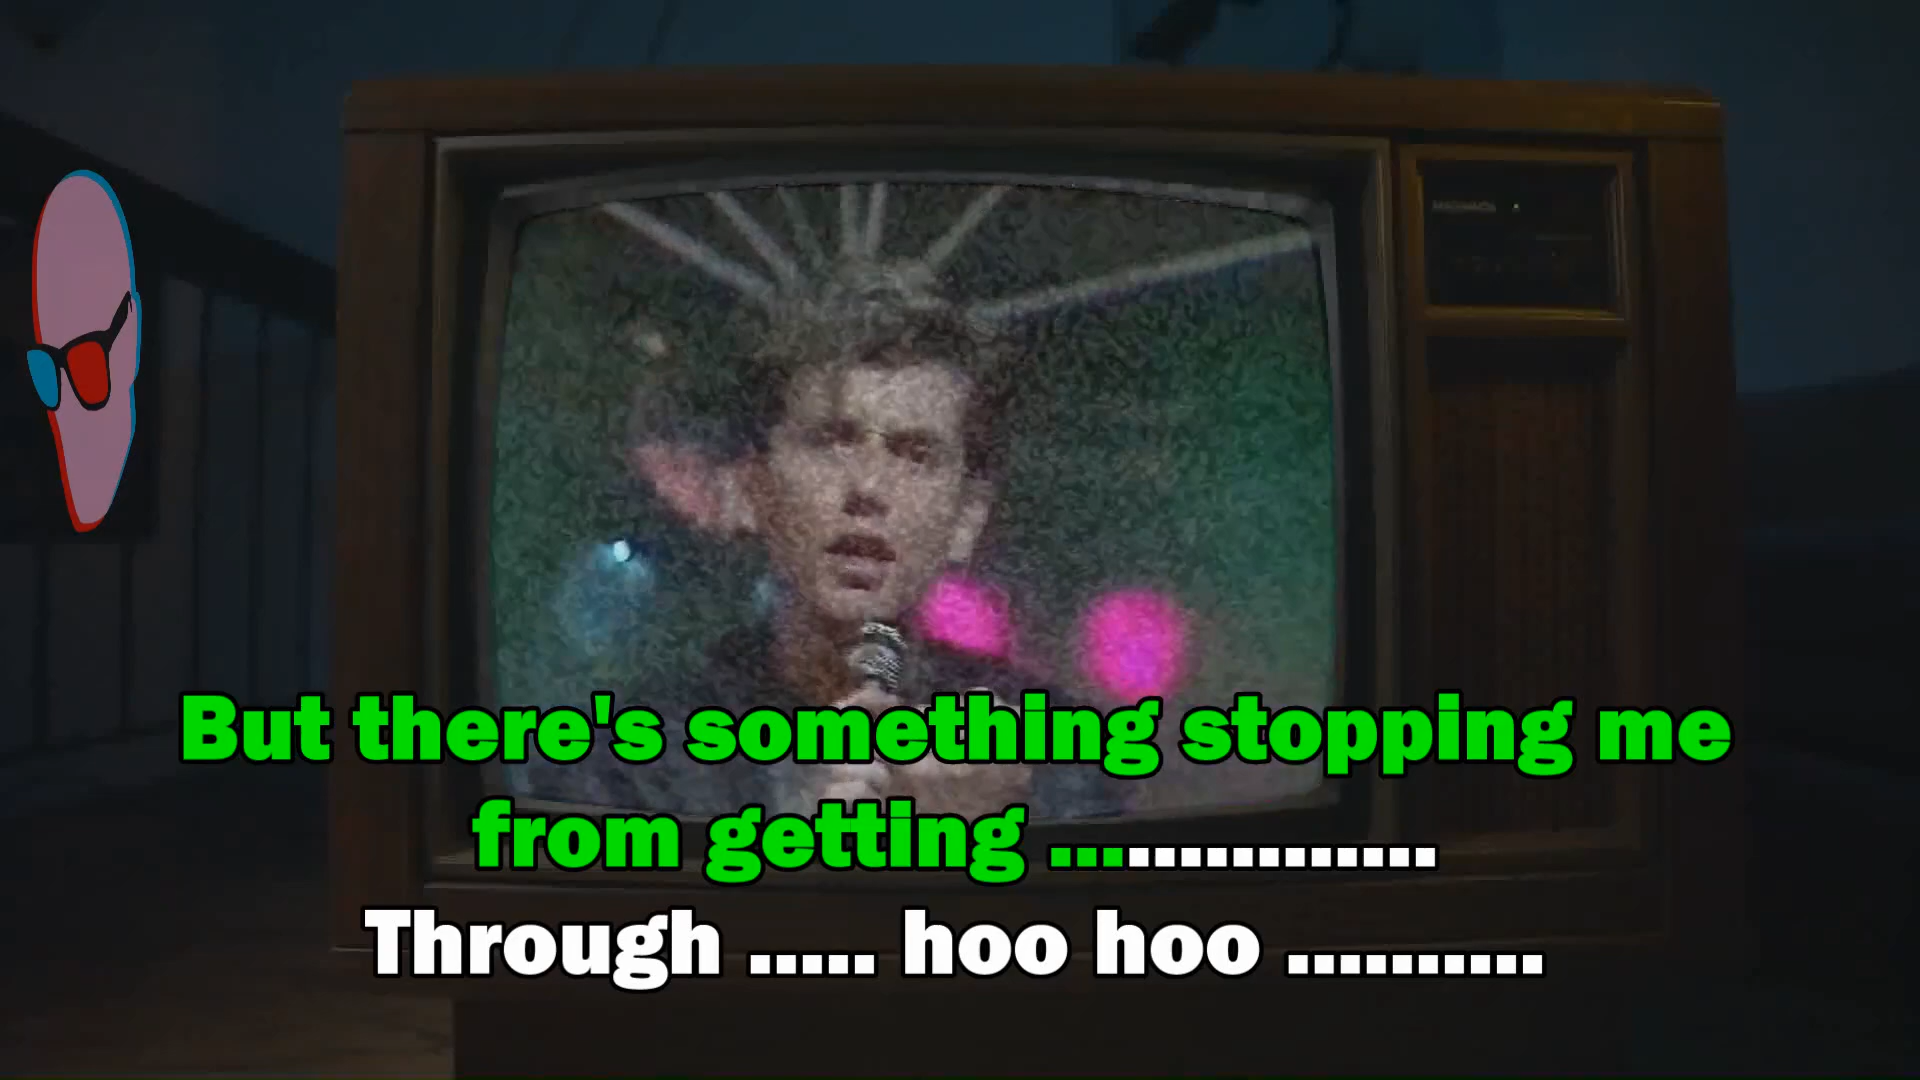 But there's something stopping me
from getting ...............
Through ..... hoo hoo ..........